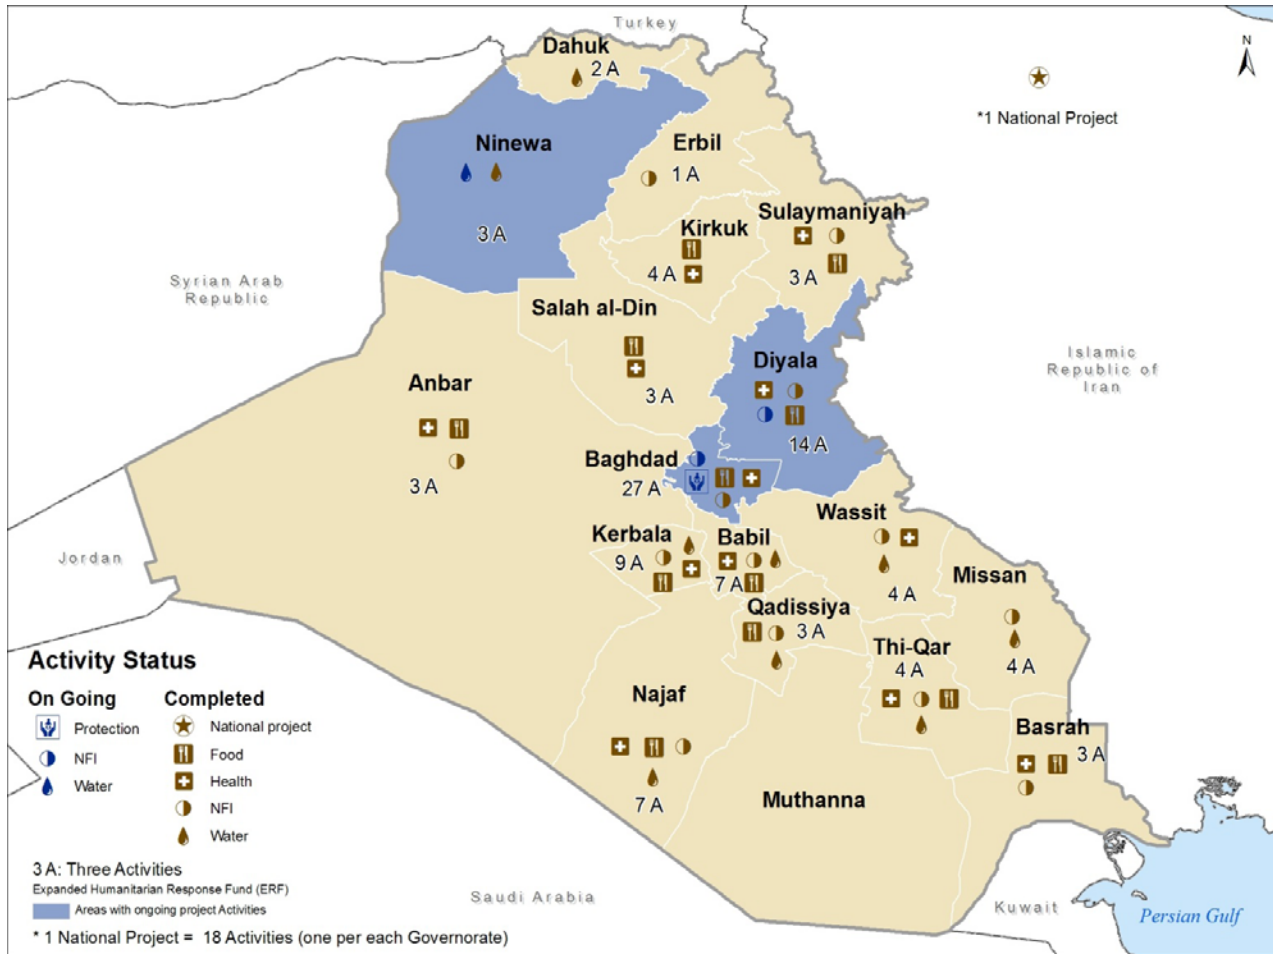 Turkey
N
Dahuk
2 A
*1 National Project
Ninewa
3 A
Erbil
1 A
Sulaymaniyah
3 A
Kirkuk
4 A
Syrian Arab
Republic
Salah al-Din
3 A
Islamic
Republic of
Iran
Diyala
14 A
Anbar
3 A
Baghdad
27 A
Wassit
4 A
Jordan
Kerbala
9 A
Babil
7 A
Missan
4 A
Qadissiya
3 A
Thi-Qar
4 A
Najaf
7 A
Basrah
3 A
Muthanna
Saudi Arabia
Kuwait
Persian Gulf
Activity Status
On Going
Protection
NFI
Water
Completed
National project
Food
Health
NFI
Water
3 A: Three Activities
Expanded Humanitarian Response Fund (ERF)
Areas with ongoing project Activities
* 1 National Project = 18 Activities (one per each Governorate)